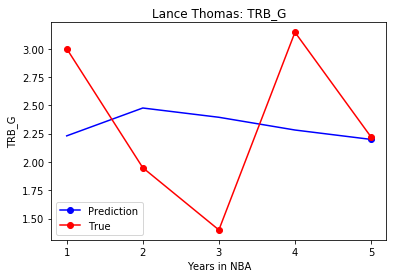 Lance Thomas: TRB_G
TRB_G
3.00
2.75
2.50
2.25
2.00
1.75
1.50
Prediction
True
1 2 3 4 5
Years in NBA